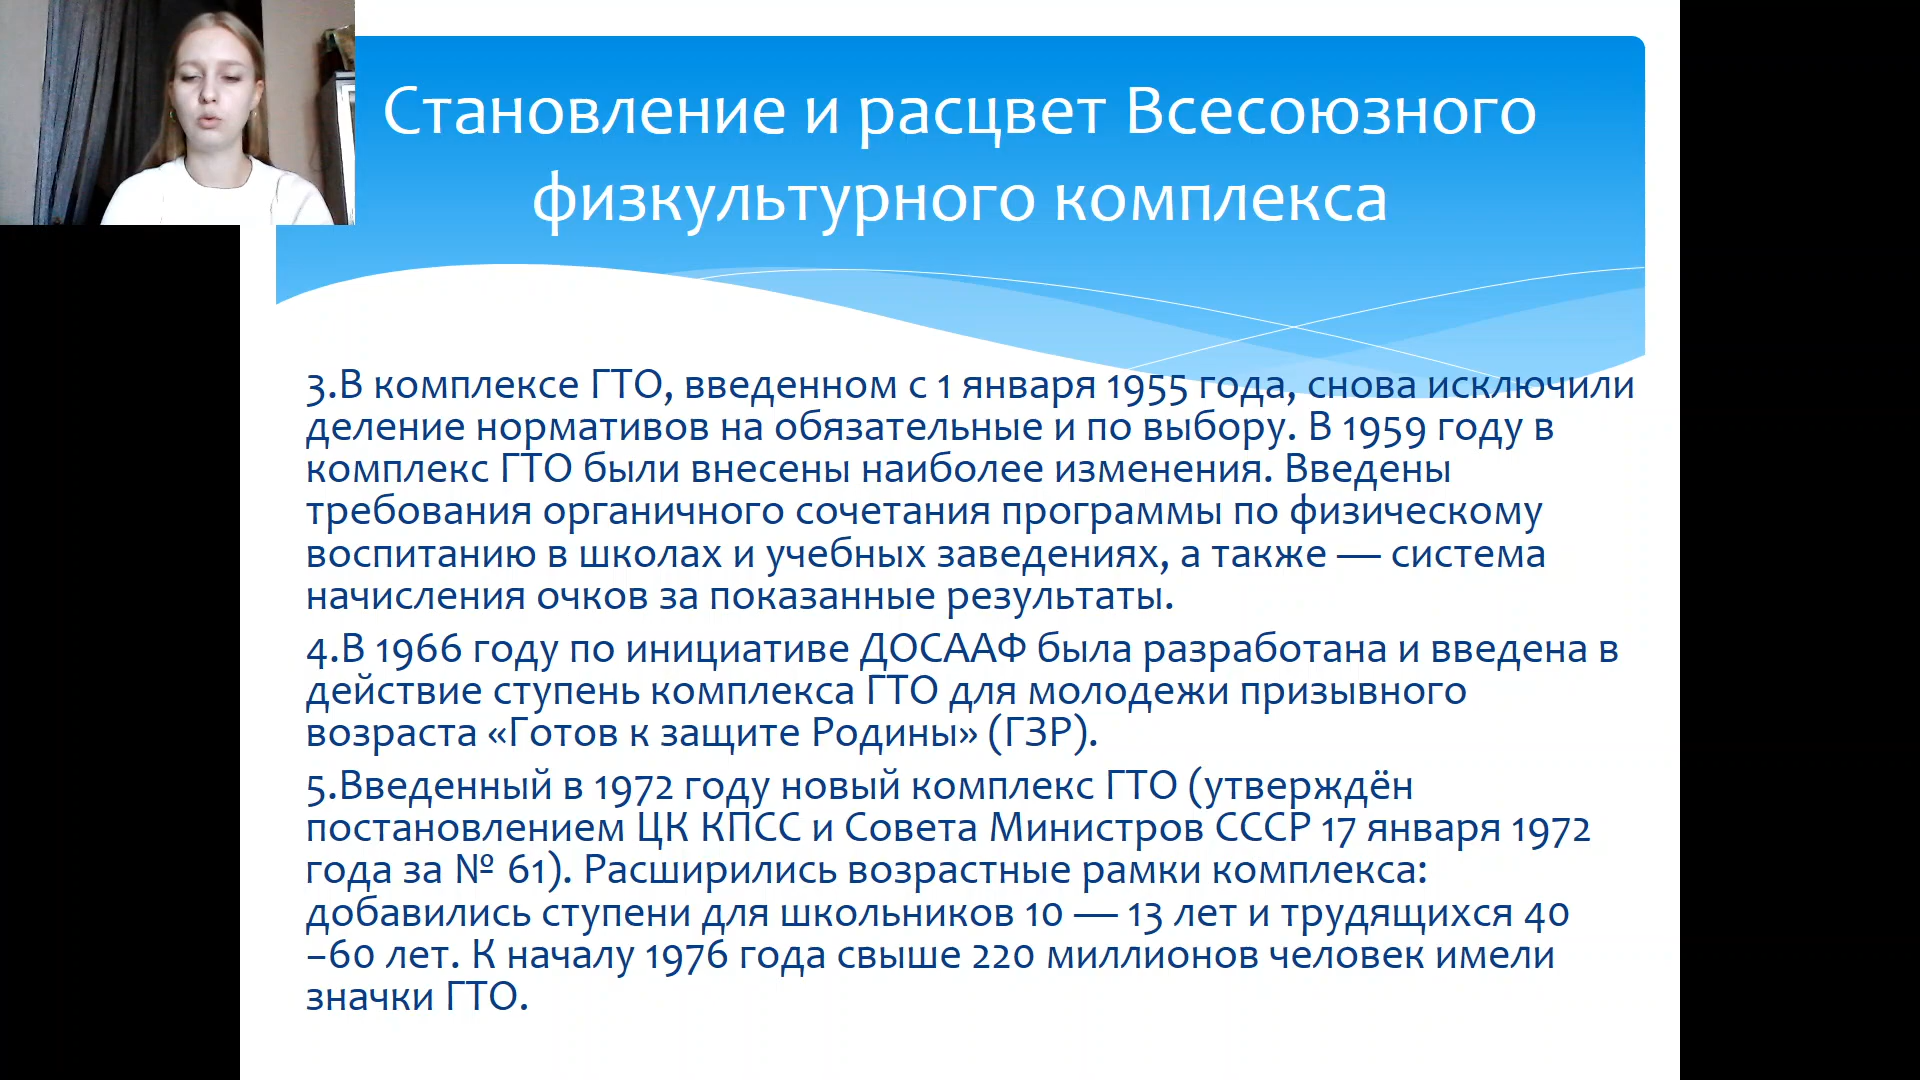 Становление и расцвет Всесоюзного
физкультурного комплекса
3.В комплексе ГТО, введенном с 1 января 1955 года, снова исключили
деление нормативов на обязательные и по выбору. В 1959 году в
комплекс ГТО были внесены наиболее изменения. Введены
требования органичного сочетания программы по физическому
воспитанию в школах и учебных заведениях, а также — система
начисления очков за показанные результаты.
4.В 1966 году по инициативе ДОСААФ была разработана и введена в
действие ступень комплекса ГТО для молодежи призывного
возраста «Готов к защите Родины» (ГЗР).
5.Введенный в 1972 году новый комплекс ГТО (утверждён
постановлением ЦК КПСС и Совета Министров СССР 17 января 1972
года за № 61). Расширились возрастные рамки комплекса:
добавились ступени для школьников 10 — 13 лет и трудящихся 40
–60 лет. К началу 1976 года свыше 220 миллионов человек имели
значки ГТО.